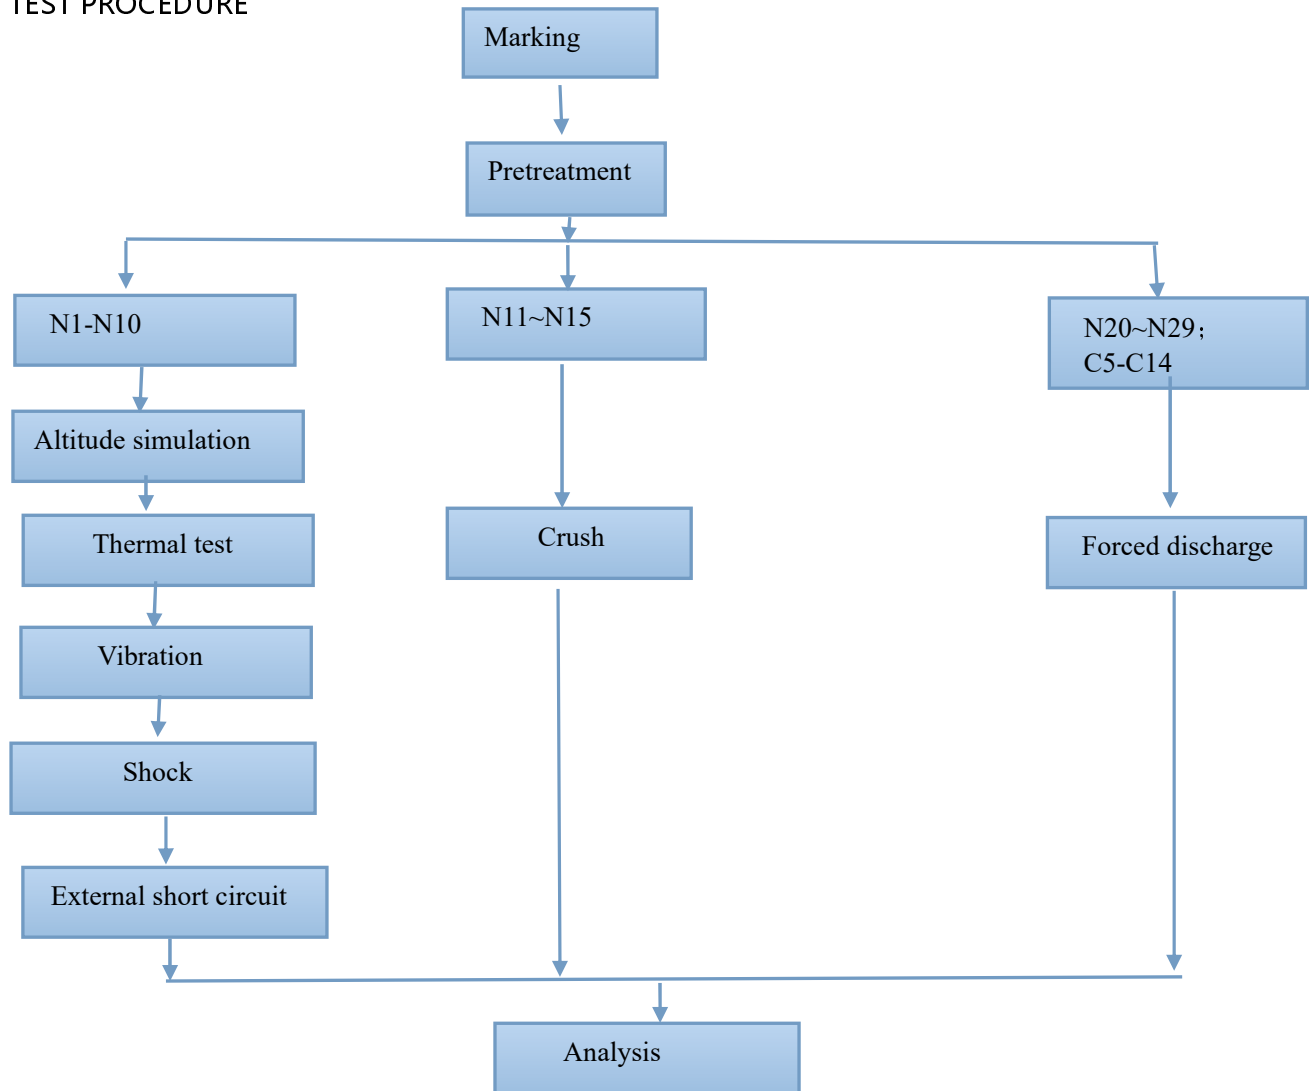 TEST PROCEDURE
Marking
Pretreatment
N1-N10
N11~N15
N20~N29；
C5-C14
Altitude simulation
Thermal test
Crush
Forced discharge
Vibration
Shock
External short circuit
Analysis